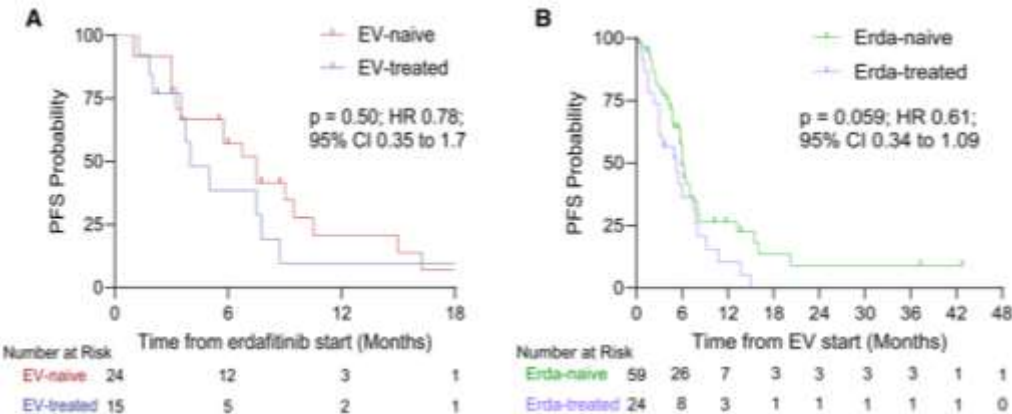 A
100
75
50
25
0
PFS Probability
EV-naive
EV-treated
p = 0.50; HR 0.78;
95% CI 0.35 to 1.7
0 6 12 18
Time from erdafitinib start (Months)
Number at Risk
EV-naive 24 12 3 1
EV-treated 15 5 2 1
B
100
75
50
25
0
PFS Probability
Erda-naive
Erda-treated
p = 0.059; HR 0.61;
95% CI 0.34 to 1.09
0 6 12 18 24 30 36 42 48
Time from EV start (Months)
Number at Risk
Erda-naive 59 26 7 3 3 3 3 1 1
Erda-treated 24 8 3 1 1 1 1 1 0